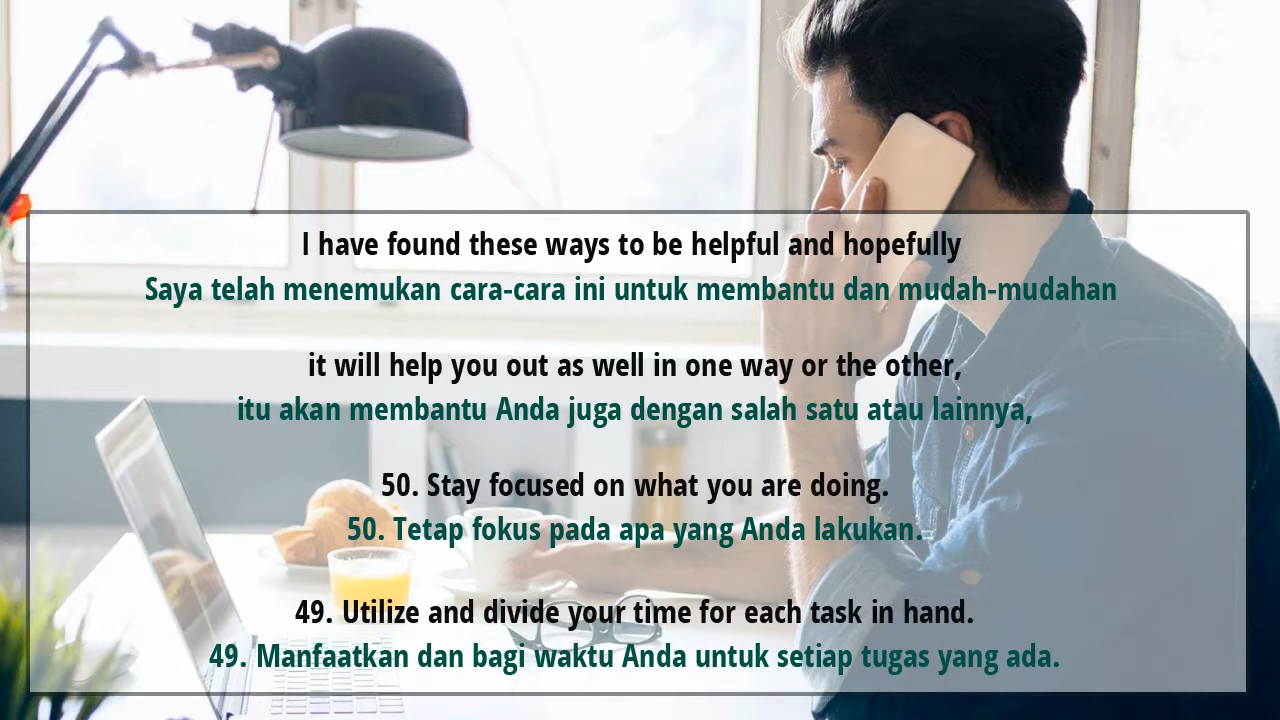 I have found these ways to be helpful and hopefully
Saya telah menemukan cara-cara ini untuk membantu dan mudah-mudahan
it will help you out as well in one way or the other,
itu akan membantu Anda juga dengan salah satu atau lainnya,
50. Stay focused on what you are doing.
50. Tetap fokus pada apa yang Anda lakukan.
49. Utilize and divide your time for each task in hand.
49. Manfaatkan dan bagi waktu Anda untuk setiap tugas yang ada.